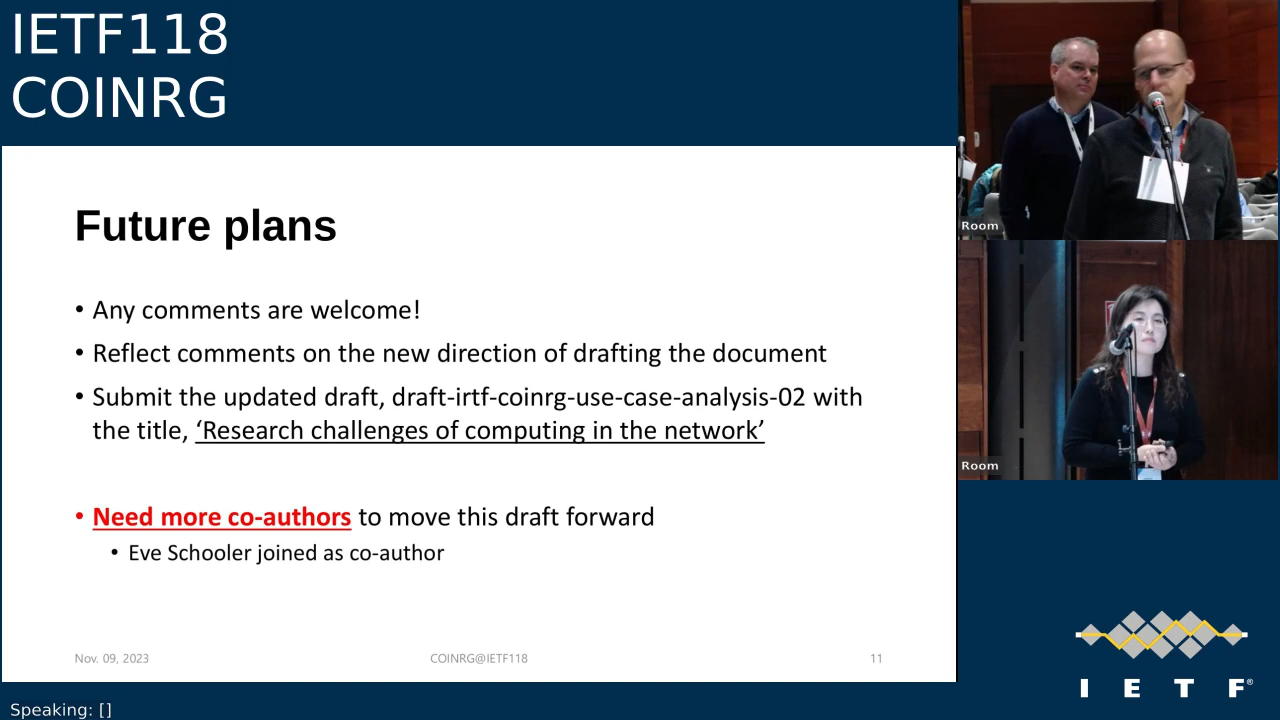 IETF118
COINRG
Future plans
• Any comments are welcome!
• Reflect comments on the new direction of drafting the document
• Submit the updated draft, draft-irtf-coinrg-use-case-analysis-02 with
the title, ‘Research challenges of computing in the network’
• Need more co-authors to move this draft forward
• Eve Schooler joined as co-author
Nov. 09, 2023
COINRG@IETF118
11
Room
Room
I E T F®
Speaking: []